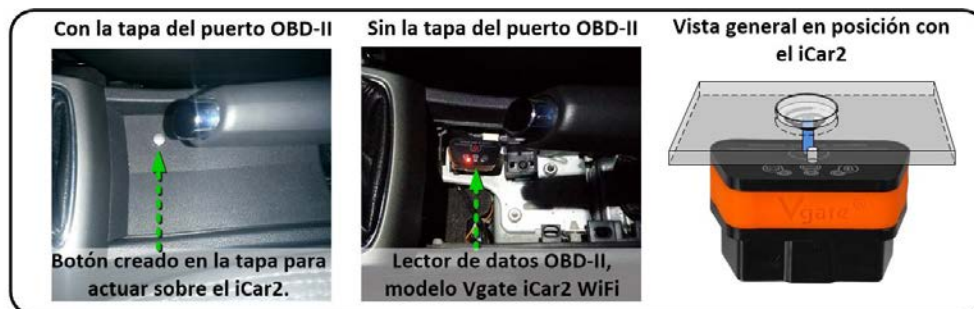 Con la tapa del puerto OBD-II
Sin la tapa del puerto OBD-II
Vista general en posición con
el iCar2
Botón creado en la tapa para
actuar sobre el iCar2.
Lector de datos OBD-II,
modelo Vgate iCar2 WiFi
Vgate